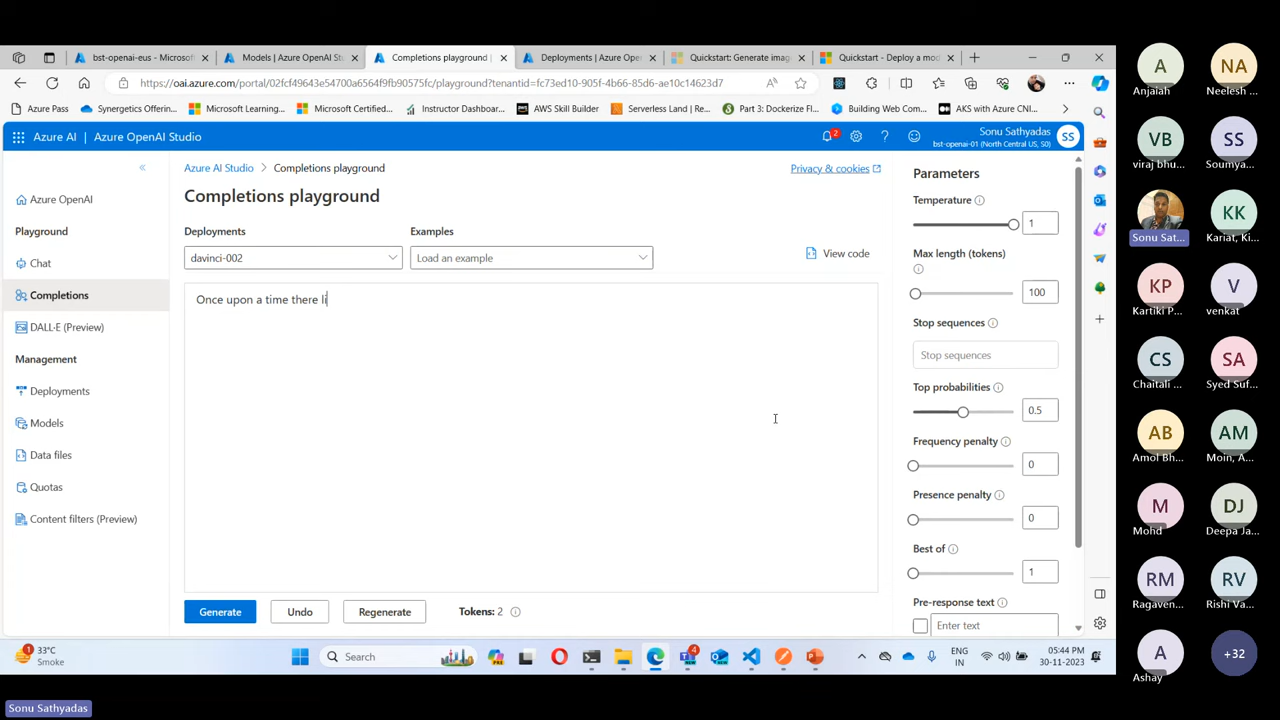 bst-openai-eus - Microsoft
Models | Azure OpenAI Stu
Completions playground |
Deployments | Azure Open
Quickstart: Generate imag
Quickstart - Deploy a mod
https://oai.azure.com/portal/02fcf49643e54700a6564f9fb90575fc/playground?tenantid=fc73ed10-905f-4b66-85d6-ae10c14623d7
Azure Pass
Synergetics Offering...
Microsoft Learning...
Microsoft Certified...
Instructor Dashboar...
AWS Skill Builder
Serverless Land | Re...
Part 3: Dockerize Fl...
Building Web Com...
AKS with Azure CNI...
Azure AI | Azure OpenAI Studio
2
Sonu Sathyadas
bst-openai-01 (North Central US, S0)
SS
Azure AI Studio > Completions playground
Privacy & cookies
Completions playground
Azure OpenAI
Playground
Chat
Completions
DALL·E (Preview)
Management
Deployments
Models
Data files
Quotas
Content filters (Preview)
Deployments
Examples
davinci-002
Load an example
View code
Once upon a time there li
Generate
Undo
Regenerate
Tokens: 2
Parameters
Temperature
1
Max length (tokens)
100
Stop sequences
Stop sequences
Top probabilities
0.5
Frequency penalty
0
Presence penalty
0
Best of
1
Pre-response text
Enter text
1
33°C
Smoke
Search
4
ENG
IN
05:44 PM
30-11-2023
Sonu Sathyadas
A
Anjaiah
NA
Neelesh ...
VB
viraj bhu...
SS
Soumya...
Sonu Sat...
KK
Kariat, Ki...
KP
Kartiki P...
V
venkat
CS
Chaitali ...
SA
Syed Suf...
AB
Amol Bh...
AM
Moin, A...
M
Mohd
DJ
Deepa Ja...
RM
Ragaven...
RV
Rishi Va...
A
Ashay
+32